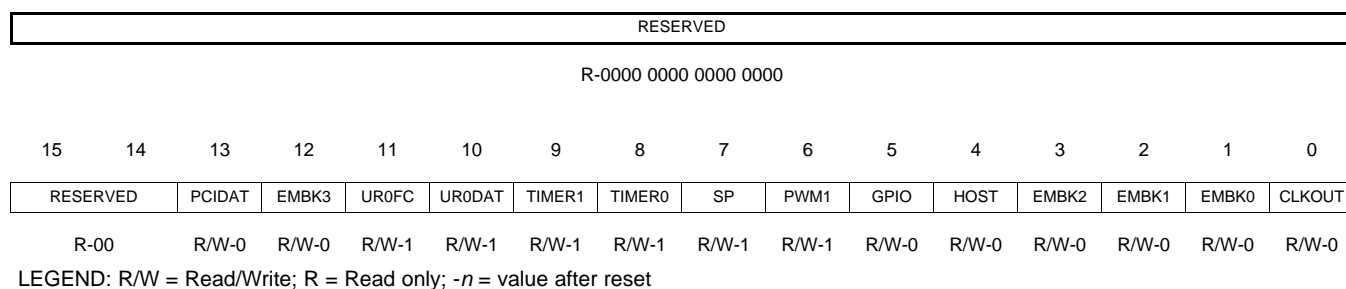 RESERVED
R-0000 0000 0000 0000
15 14 13 12 11 10 9 8 7 6 5 4 3 2 1 0
RESERVED PCIDAT EMBK3 UR0FC UR0DAT TIMER1 TIMER0 SP PWM1 GPIO HOST EMBK2 EMBK1 EMBK0 CLKOUT
R-00 R/W-0 R/W-0 R/W-1 R/W-1 R/W-1 R/W-1 R/W-1 R/W-1 R/W-0 R/W-0 R/W-0 R/W-0 R/W-0 R/W-0
LEGEND: R/W = Read/Write; R = Read only; -n = value after reset